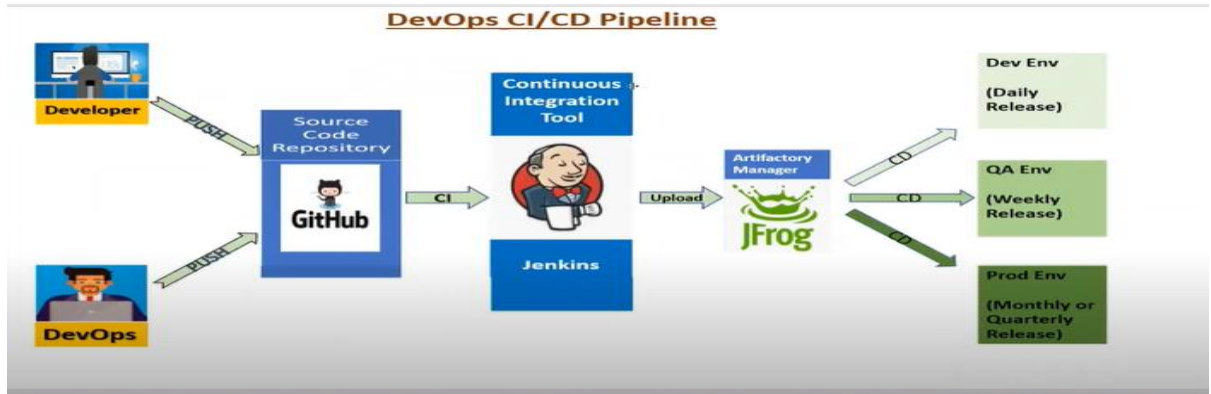 DevOps CI/CD Pipeline
Developer
PUSH
DevOps
PUSH
Source
Code
Repository
GitHub
CI
Continuous
Integration
Tool
Jenkins
Upload
Artifactory
Manager
JFrog
CD
CD
CD
Dev Env
(Daily
Release)
QA Env
(Weekly
Release)
Prod Env
(Monthly or
Quarterly
Release)